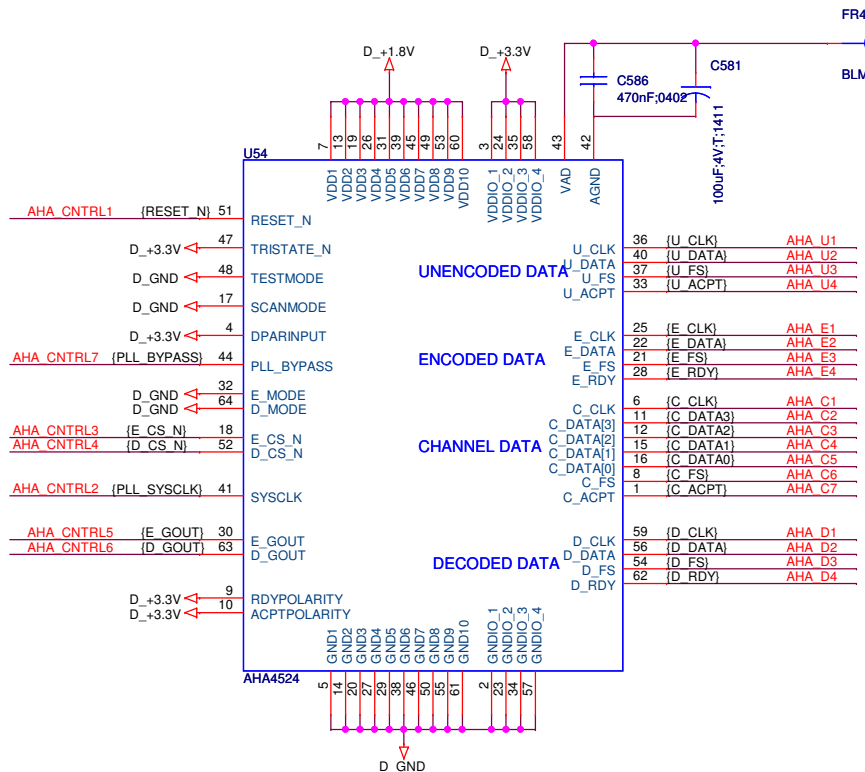 FR4
D_+1.8V
D_+3.3V
C586
470nF;0402
C581
100uF;4V;T;1411
BLM
7 13 19 26 31 39 45 49 53 60
3 24 35 58
43 42
U54
VDD1 VDD2 VDD3 VDD4 VDD5 VDD6 VDD7 VDD8 VDD9 VDD10
VDDIO_1 VDDIO_2 VDDIO_3 VDDIO_4
VAD AGND
AHA_CNTRL1 {RESET_N} 51 RESET_N
D_+3.3V 47 TRISTATE_N
D_GND 48 TESTMODE
D_GND 17 SCANMODE
D_+3.3V 4 DPARINPUT
AHA_CNTRL7 {PLL_BYPASS} 44 PLL_BYPASS
D_GND 32 E_MODE
D_GND 64 D_MODE
AHA_CNTRL3 {E_CS_N} 18 E_CS_N
AHA_CNTRL4 {D_CS_N} 52 D_CS_N
AHA_CNTRL2 {PLL_SYSCLK} 41 SYSCLK
AHA_CNTRL5 {E_GOUT} 30 E_GOUT
AHA_CNTRL6 {D_GOUT} 63 D_GOUT
D_+3.3V 9 RDYPOLARITY
D_+3.3V 10 ACPTPOLARITY
UNENCODED DATA
U_CLK 36 {U_CLK} AHA_U1
U_DATA 40 {U_DATA} AHA_U2
U_FS 37 {U_FS} AHA_U3
U_ACPT 33 {U_ACPT} AHA_U4
ENCODED DATA
E_CLK 25 {E_CLK} AHA_E1
E_DATA 22 {E_DATA} AHA_E2
E_FS 21 {E_FS} AHA_E3
E_RDY 28 {E_RDY} AHA_E4
CHANNEL DATA
C_CLK 6 {C_CLK} AHA_C1
C_DATA[3] 11 {C_DATA3} AHA_C2
C_DATA[2] 12 {C_DATA2} AHA_C3
C_DATA[1] 15 {C_DATA1} AHA_C4
C_DATA[0] 16 {C_DATA0} AHA_C5
C_FS 8 {C_FS} AHA_C6
C_ACPT 1 {C_ACPT} AHA_C7
DECODED DATA
D_CLK 59 {D_CLK} AHA_D1
D_DATA 56 {D_DATA} AHA_D2
D_FS 54 {D_FS} AHA_D3
D_RDY 62 {D_RDY} AHA_D4
GND1 GND2 GND3 GND4 GND5 GND6 GND7 GND8 GND9 GND10
GNDIO_1 GNDIO_2 GNDIO_3 GNDIO_4
AHA4524
5 14 20 27 29 38 46 50 55 61
2 23 34 57
D_GND